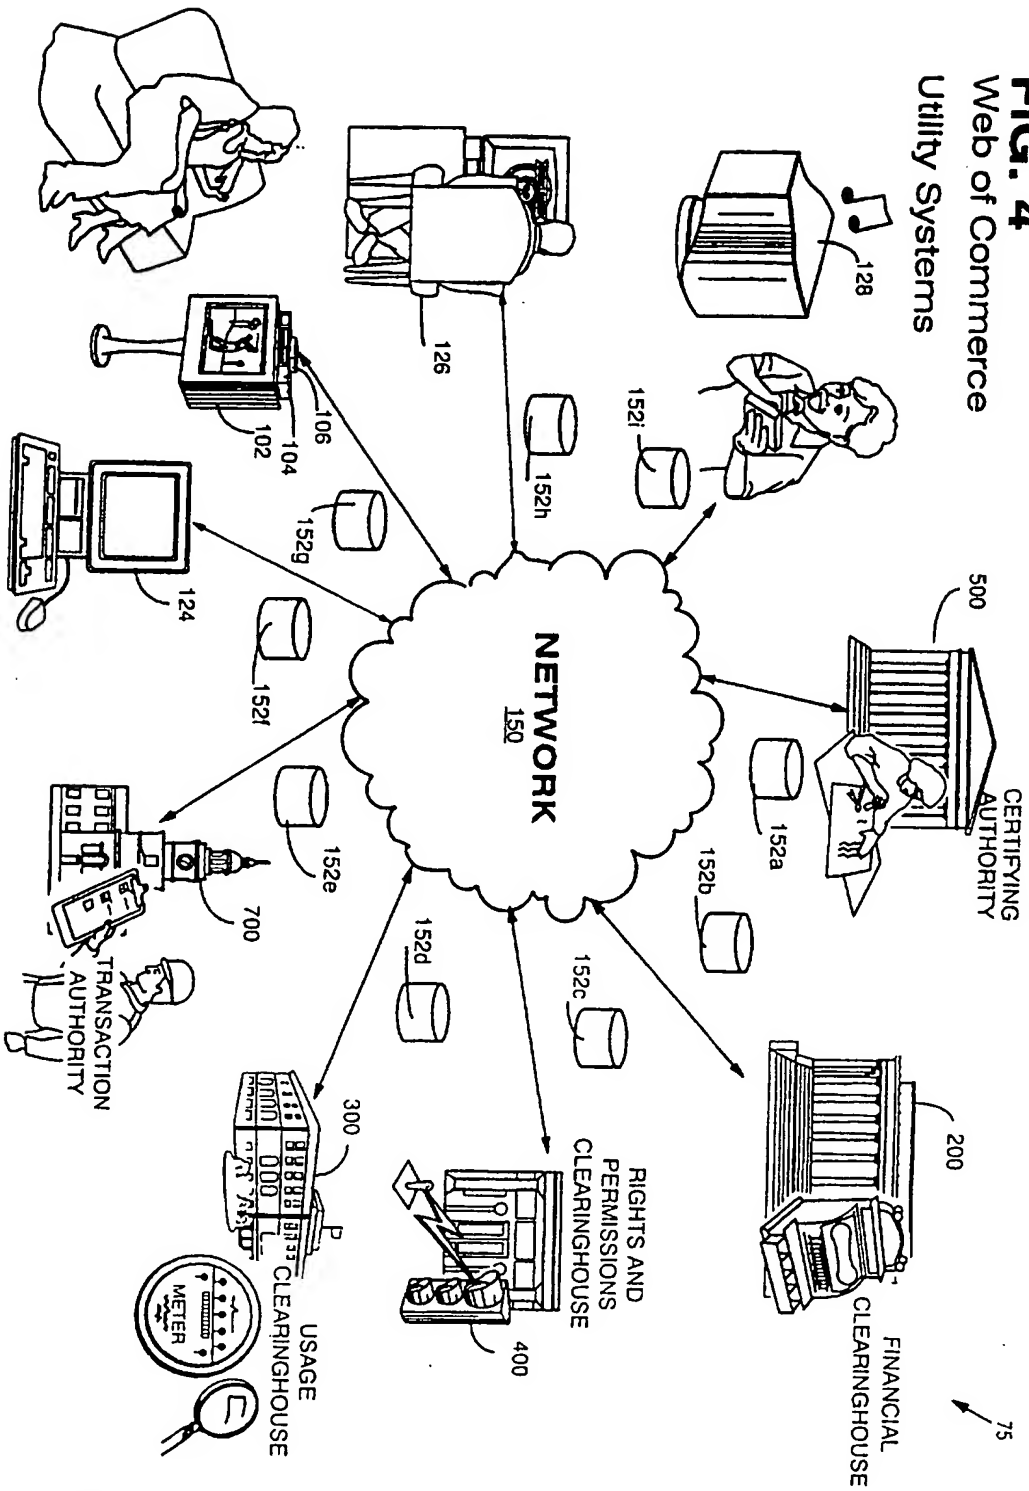 FIG. 4
Web of Commerce
Utility Systems
75
128
152i
500
CERTIFYING
AUTHORITY
152a
152b
200
FINANCIAL
CLEARINGHOUSE
126
152h
NETWORK
150
152c
RIGHTS AND
PERMISSIONS
CLEARINGHOUSE
400
106
104
102
152g
152d
124
152f
152e
700
TRANSACTION
AUTHORITY
300
USAGE
CLEARINGHOUSE
METER